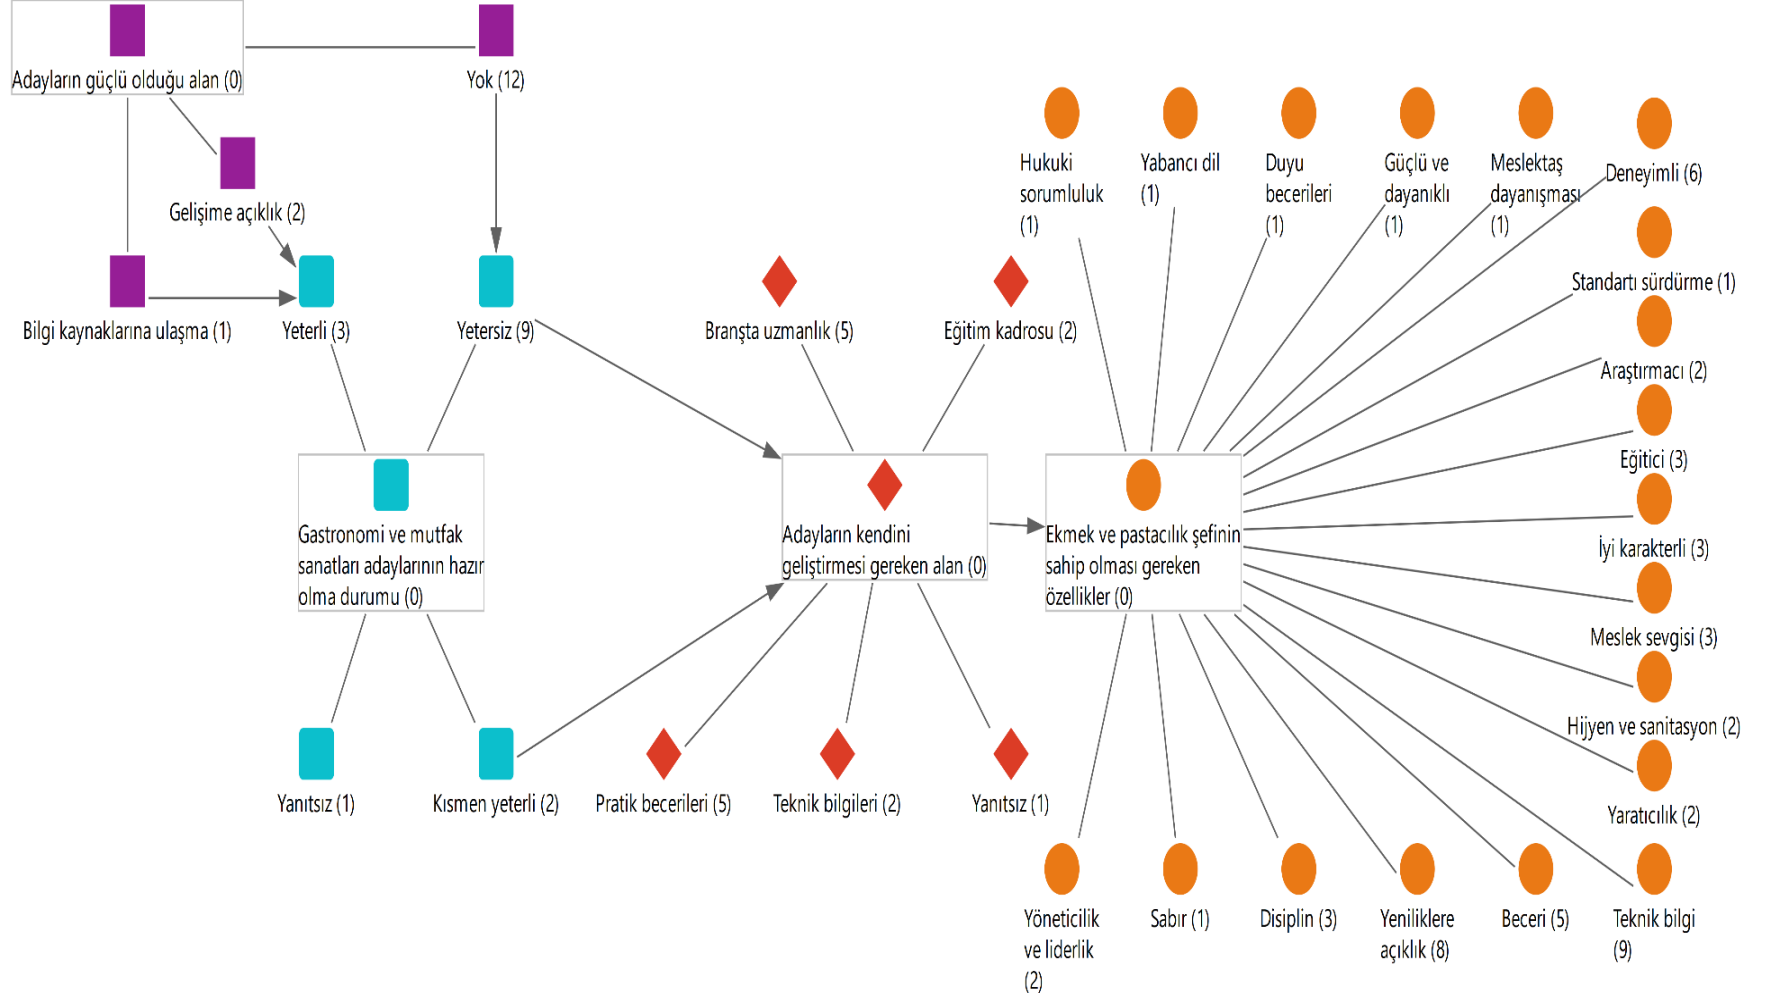 Adayların güçlü olduğu alan (0)
Yok (12)
Gelişime açıklık (2)
Bilgi kaynaklarına ulaşma (1)
Yeterli (3)
Yetersiz (9)
Branşta uzmanlık (5)
Eğitim kadrosu (2)
Gastronomi ve mutfak
sanatları adaylarının hazır
olma durumu (0)
Adayların kendini
geliştirmesi gereken alan (0)
Ekmek ve pastacılık şefinin
sahip olması gereken
özellikler (0)
Yanıtsız (1)
Kısmen yeterli (2)
Pratik becerileri (5)
Teknik bilgileri (2)
Yanıtsız (1)
Hukuki
sorumluluk
(1)
Yabancı dil
(1)
Duyu
becerileri
(1)
Güçlü ve
dayanıklı
(1)
Meslektaş
dayanışması
(1)
Deneyimli (6)
Standartı sürdürme (1)
Araştırmacı (2)
Eğitici (3)
İyi karakterli (3)
Meslek sevgisi (3)
Hijyen ve sanitasyon (2)
Yaratıcılık (2)
Yöneticilik
ve liderlik
(2)
Sabır (1)
Disiplin (3)
Yeniliklere
açıklık (8)
Beceri (5)
Teknik bilgi
(9)